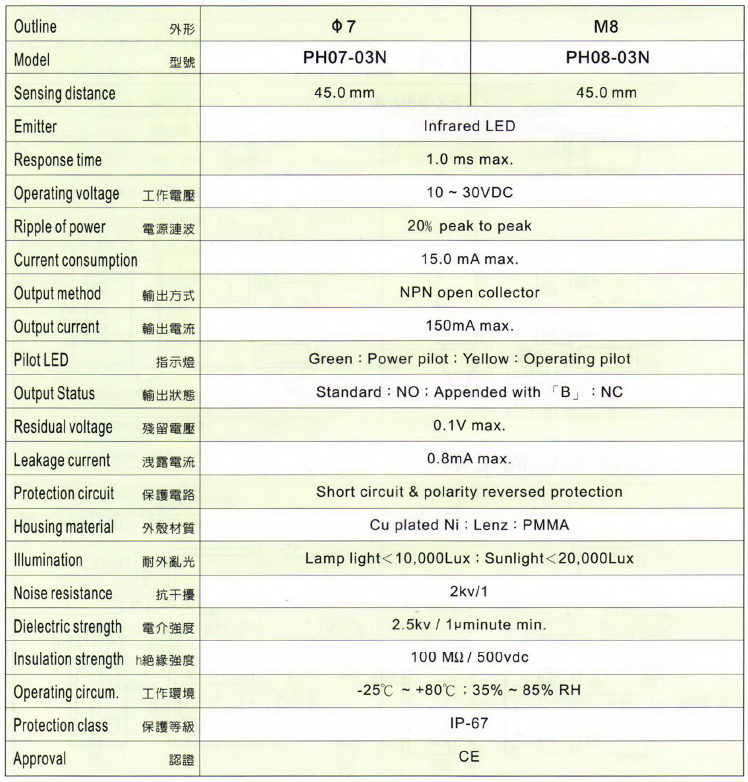 Outline 外形 Φ7 M8
Model 型號 PH07-03N PH08-03N
Sensing distance 45.0 mm 45.0 mm
Emitter Infrared LED
Response time 1.0 ms max.
Operating voltage 工作電壓 10 ~ 30VDC
Ripple of power 電源漣波 20% peak to peak
Current consumption 15.0 mA max.
Output method 輸出方式 NPN open collector
Output current 輸出電流 150mA max.
Pilot LED 指示燈 Green : Power pilot ; Yellow : Operating pilot
Output Status 輸出狀態 Standard : NO ; Appended with 「B」 : NC
Residual voltage 殘留電壓 0.1V max.
Leakage current 洩露電流 0.8mA max.
Protection circuit 保護電路 Short circuit & polarity reversed protection
Housing material 外殼材質 Cu plated Ni ; Lenz : PMMA
Illumination 耐外亂光 Lamp light<10,000Lux ; Sunlight<20,000Lux
Noise resistance 抗干擾 2kv/1
Dielectric strength 電介強度 2.5kv / 1µminute min.
Insulation strength h絕緣強度 100 MΩ / 500vdc
Operating circum. 工作環境 -25℃ ~ +80℃ ; 35% ~ 85% RH
Protection class 保護等級 IP-67
Approval 認證 CE